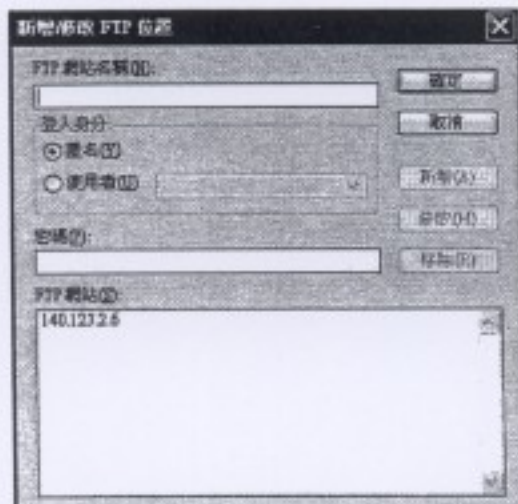 新增/修改 FTP 位置
FTP 網站名稱(N):
確定
登入身分
取消
匿名(Y)
使用者(U)
新增(A)
修改(M)
密碼(P):
移除(R)
FTP 網站(S):
140.123.2.6